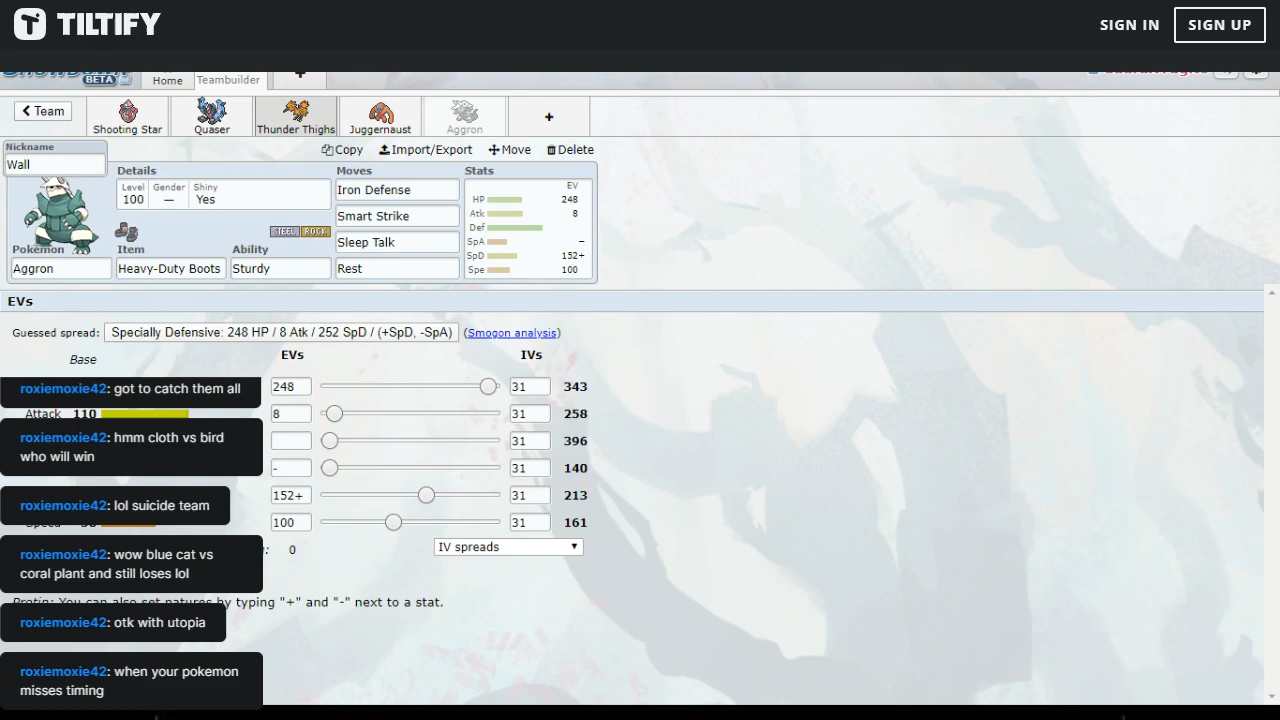 TILTIFY
SIGN IN
SIGN UP
BETA
Home
Teambuilder
+
Team
Shooting Star
Quaser
Thunder Thighs
Juggernaust
Aggron
+
Nickname
Wall
Copy
Import/Export
Move
Delete
Details
Level
100
Gender
—
Shiny
Yes
STEEL ROCK
Pokémon
Aggron
Item
Heavy-Duty Boots
Ability
Sturdy
Moves
Iron Defense
Smart Strike
Sleep Talk
Rest
Stats
EV
HP 248
Atk 8
Def
SpA –
SpD 152+
Spe 100
EVs
Guessed spread: Specially Defensive: 248 HP / 8 Atk / 252 SpD / (+SpD, -SpA) (Smogon analysis)
Base EVs IVs
248 31 343
Attack 110 8 31 258
31 396
- 31 140
152+ 31 213
100 31 161
: 0
IV spreads
Protip: You can also set natures by typing "+" and "-" next to a stat.
roxiemoxie42: got to catch them all
roxiemoxie42: hmm cloth vs bird
who will win
roxiemoxie42: lol suicide team
roxiemoxie42: wow blue cat vs
coral plant and still loses lol
roxiemoxie42: otk with utopia
roxiemoxie42: when your pokemon
misses timing